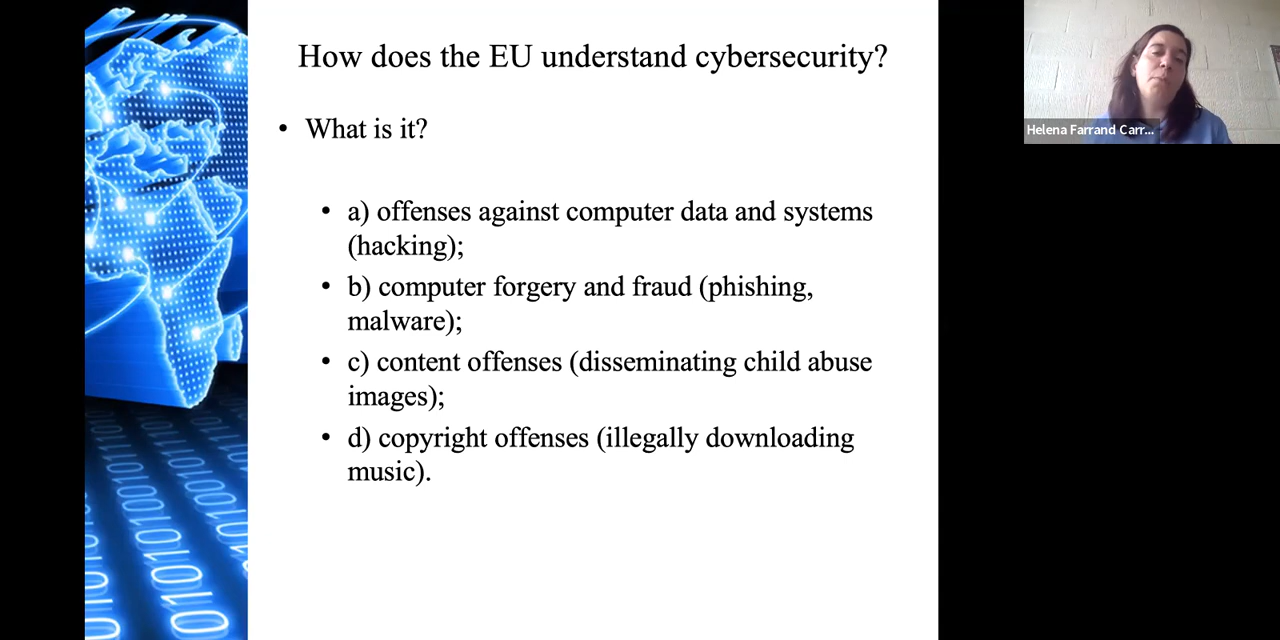 How does the EU understand cybersecurity?
• What is it?
• a) offenses against computer data and systems
(hacking);
• b) computer forgery and fraud (phishing,
malware);
• c) content offenses (disseminating child abuse
images);
• d) copyright offenses (illegally downloading
music).
Helena Farrand Carr...